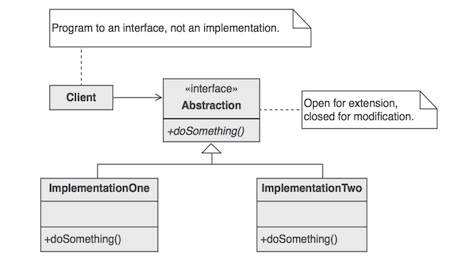 Program to an interface, not an implementation.
Client
«interface»
Abstraction
+doSomething()
Open for extension,
closed for modification.
ImplementationOne
+doSomething()
ImplementationTwo
+doSomething()